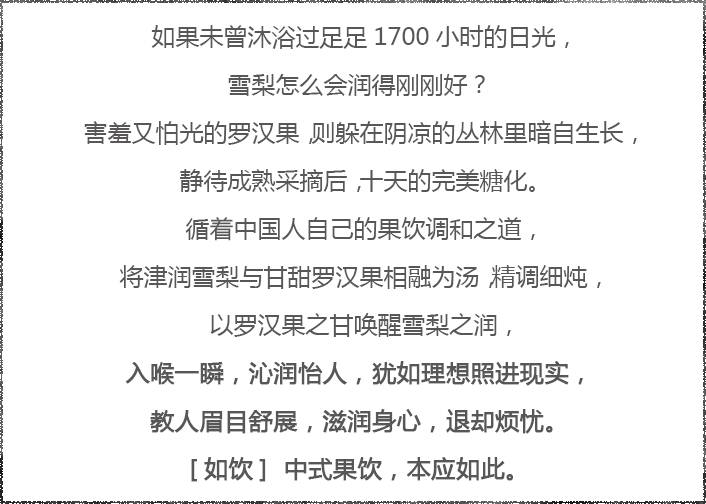 如果未曾沐浴过足足1700小时的日光，
雪梨怎么会润得刚刚好？
害羞又怕光的罗汉果，则躲在阴凉的丛林里暗自生长，
静待成熟采摘后，十天的完美糖化。
循着中国人自己的果饮调和之道，
将津润雪梨与甘甜罗汉果相融为汤，精调细炖，
以罗汉果之甘唤醒雪梨之润，
入喉一瞬，沁润怡人，犹如理想照进现实，
教人眉目舒展，滋润身心，退却烦忧。
[ 如饮 ] 中式果饮，本应如此。